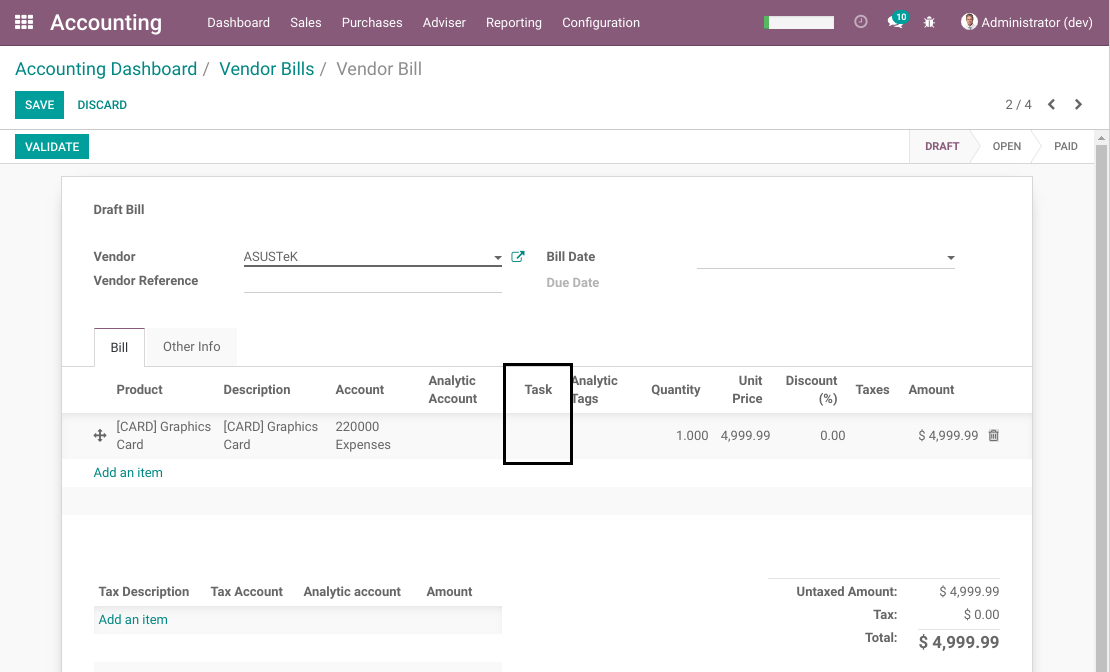 Accounting Dashboard Sales Purchases Adviser Reporting Configuration 10 Administrator (dev)
Accounting Dashboard / Vendor Bills / Vendor Bill
SAVE DISCARD 2 / 4
VALIDATE DRAFT OPEN PAID
Draft Bill
Vendor ASUSTeK Bill Date
Vendor Reference Due Date
Bill Other Info
Product Description Account Analytic Account Task Analytic Tags Quantity Unit Price Discount (%) Taxes Amount
[CARD] Graphics Card [CARD] Graphics Card 220000 Expenses 1.000 4,999.99 0.00 $ 4,999.99
Add an item
Tax Description Tax Account Analytic account Amount
Add an item
Untaxed Amount: $ 4,999.99
Tax: $ 0.00
Total: $ 4,999.99